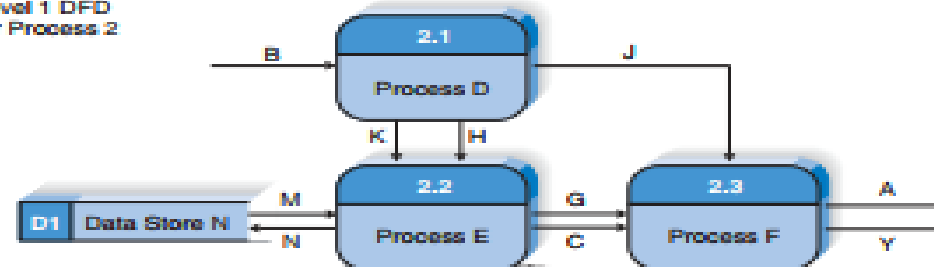 vel 1 DFD
Process 2
2.1
B
J
Process D
K
H
2.2
2.3
M
G
A
D1 Data Store N
N
Process E
C
Process F
Y